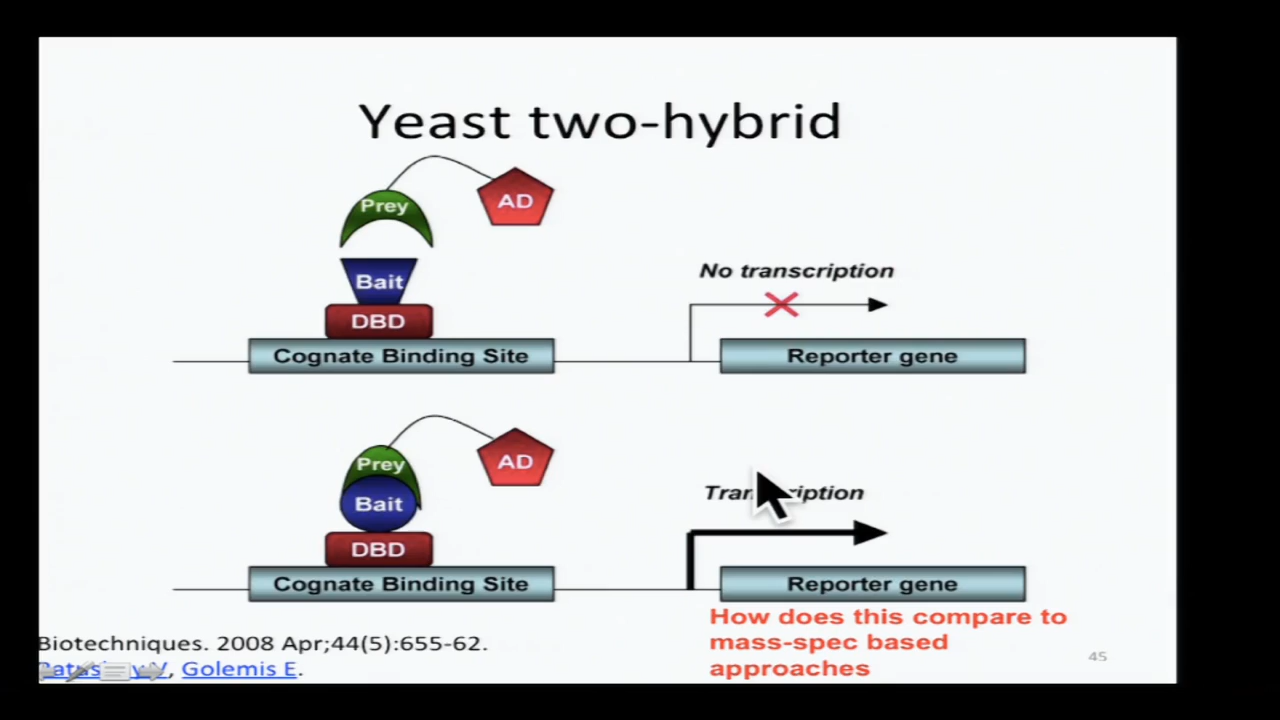 Yeast two-hybrid
Prey
AD
Bait
No transcription
DBD
Cognate Binding Site
Reporter gene
Prey
AD
Bait
DBD
Cognate Binding Site
Reporter gene
How does this compare to
mass-spec based
approaches
Biotechniques. 2008 Apr;44(5):655-62.
Golemis E.
45